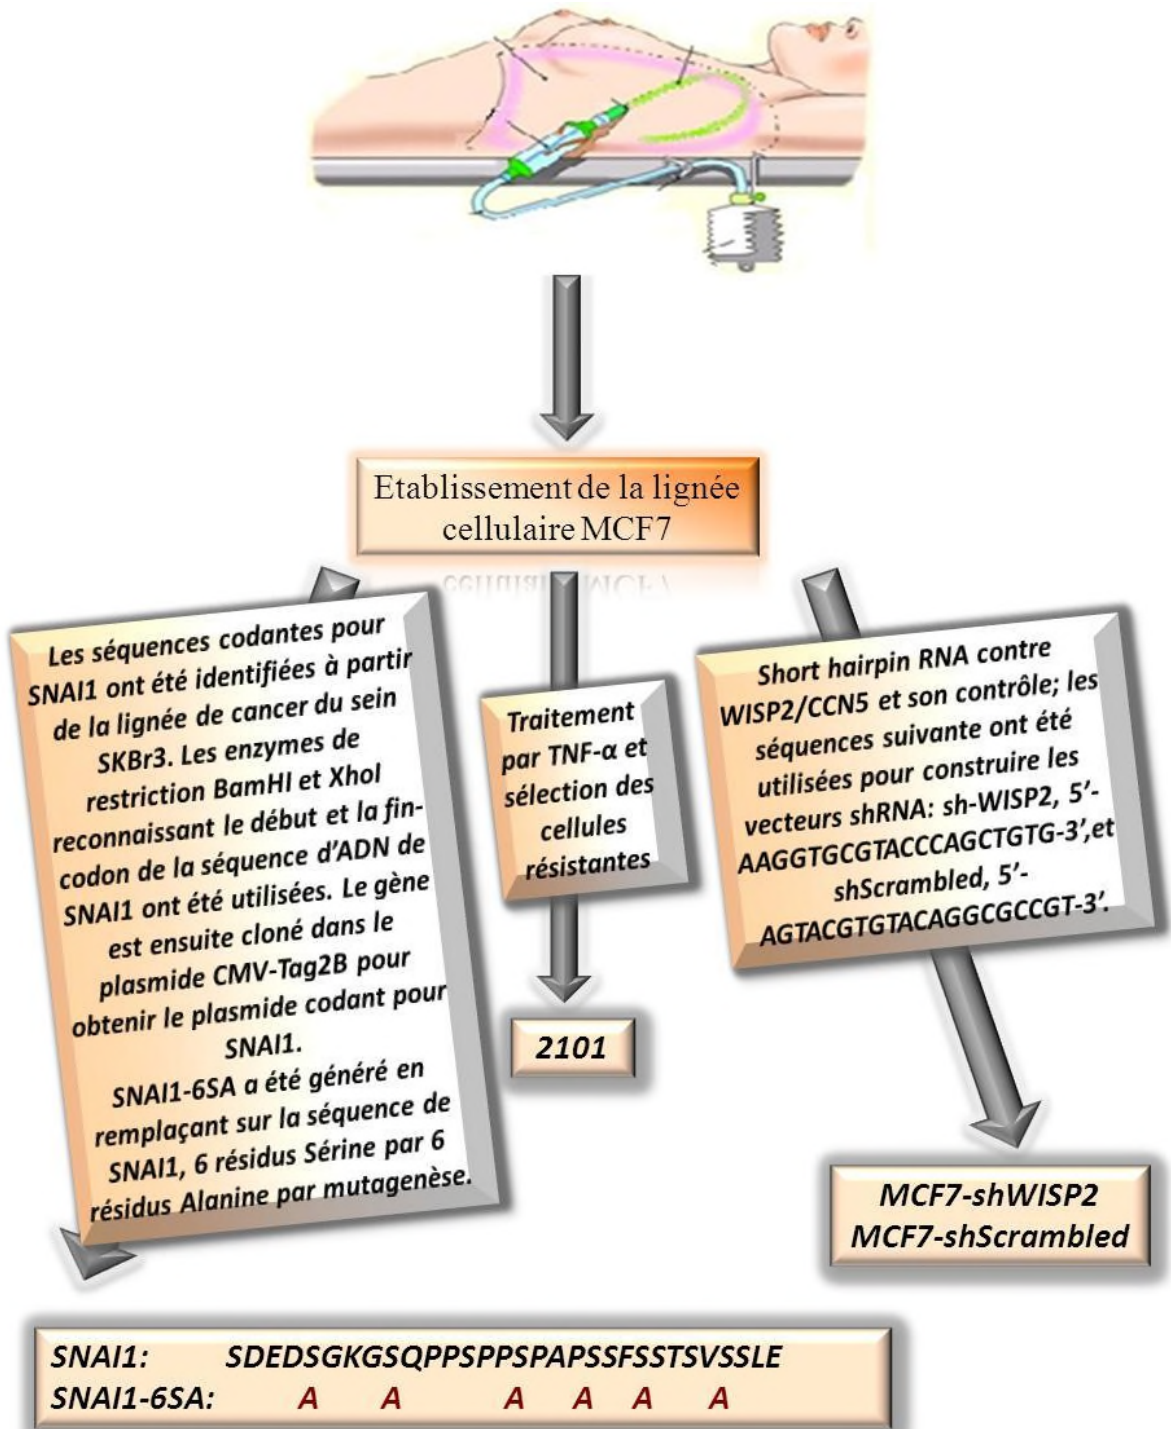 Etablissement de la lignée
cellulaire MCF7
Les séquences codantes pour
SNAI1 ont été identifiées à partir
de la lignée de cancer du sein
SKBr3. Les enzymes de
restriction BamHI et XhoI
reconnaissant le début et la fin-
codon de la séquence d'ADN de
SNAI1 ont été utilisées. Le gène
est ensuite cloné dans le
plasmide CMV-Tag2B pour
obtenir le plasmide codant pour
SNAI1.
SNAI1-6SA a été généré en
remplaçant sur la séquence de
SNAI1, 6 résidus Sérine par 6
résidus Alanine par mutagenèse.
Traitement
par TNF-α et
sélection des
cellules
résistantes
2101
Short hairpin RNA contre
WISP2/CCN5 et son contrôle; les
séquences suivante ont été
utilisées pour construire les
vecteurs shRNA: sh-WISP2, 5'-
AAGGTGCGTACCCAGCTGTG-3',et
shScrambled, 5'-
AGTACGTGTACAGGCGCCGT-3'.
MCF7-shWISP2
MCF7-shScrambled
SNAI1: SDEDSGKGSQPPSPPSPAPSSFSSTSVSSLE
SNAI1-6SA: A A A A A A